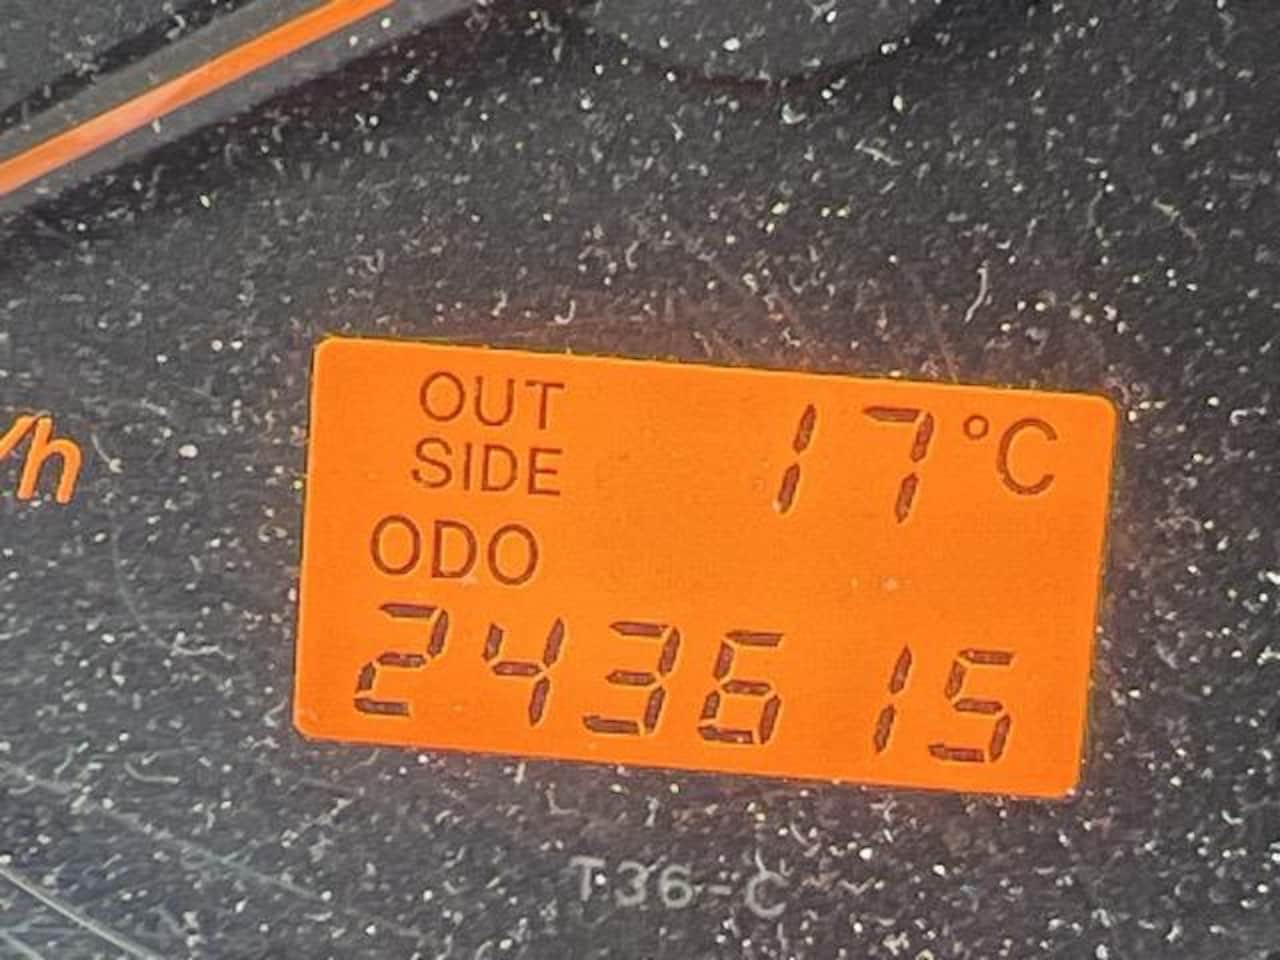 OUT
SIDE 17°C
/h
ODO
243615
T36-C